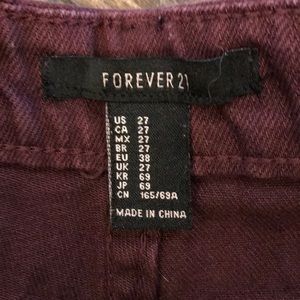 FOREVER 21
US 27
CA 27
MX 27
BR 27
EU 38
UK 27
KR 69
JP 69
CN 165/69A
MADE IN CHINA